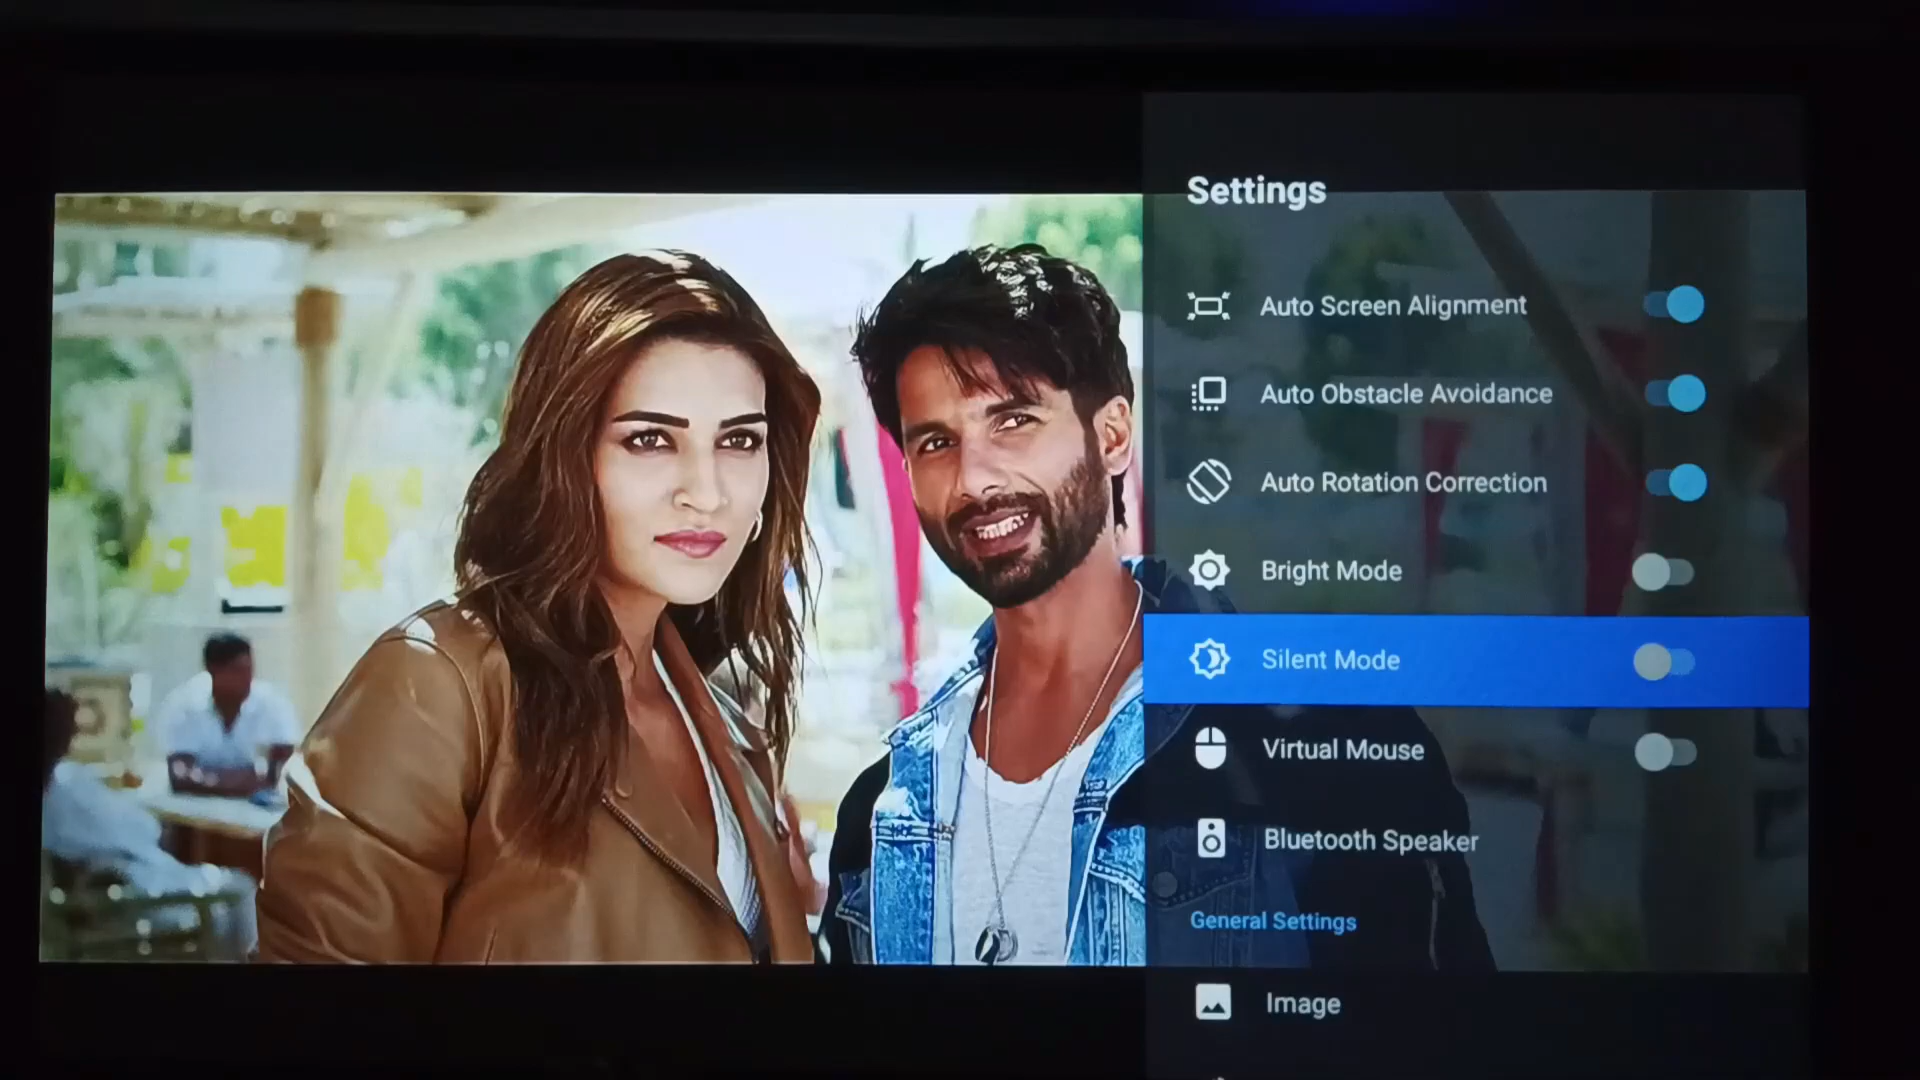 Settings
Auto Screen Alignment
Auto Obstacle Avoidance
Auto Rotation Correction
Bright Mode
Silent Mode
Virtual Mouse
Bluetooth Speaker
General Settings
Image